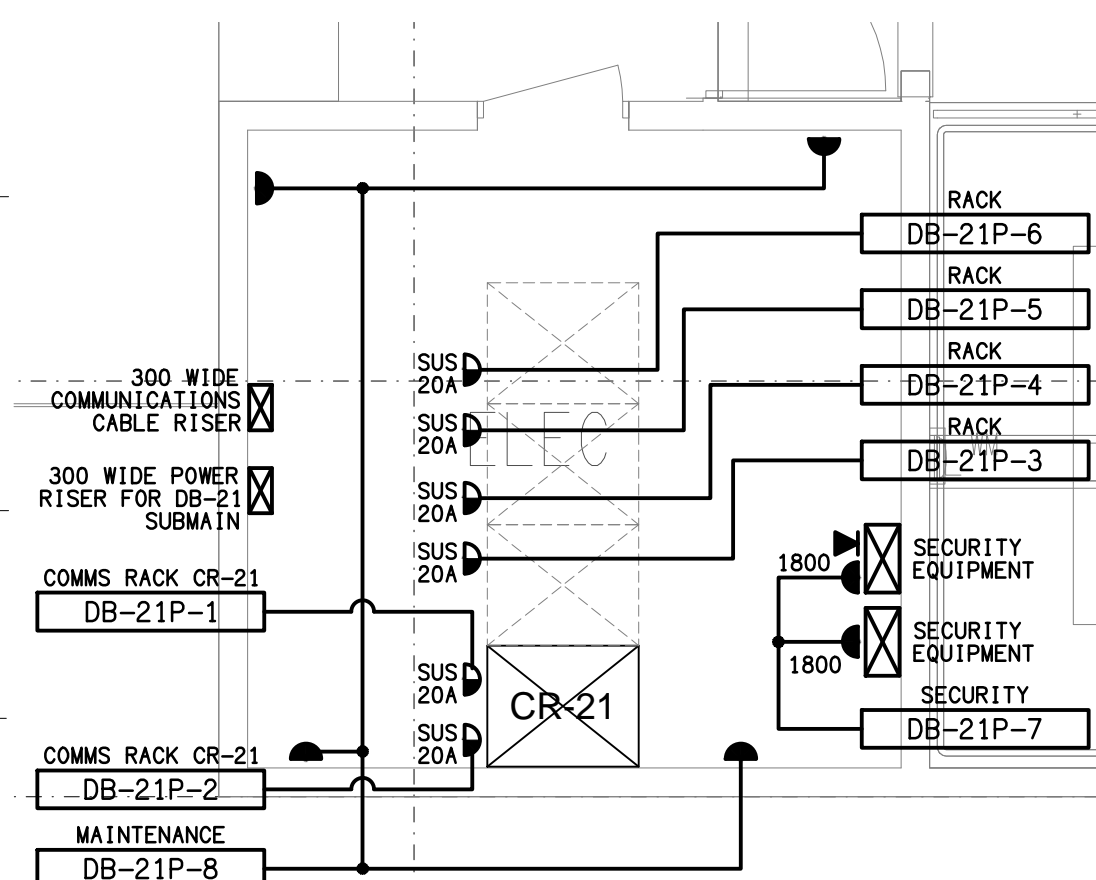 RACK
DB-21P-6
RACK
DB-21P-5
RACK
DB-21P-4
RACK
DB-21P-3
WM
SUS
20A
SUS
20A
SUS
20A
SUS
20A
ELEC
300 WIDE
COMMUNICATIONS
CABLE RISER
300 WIDE POWER
RISER FOR DB-21
SUBMAIN
1800
SECURITY
EQUIPMENT
1800
SECURITY
EQUIPMENT
SECURITY
DB-21P-7
COMMS RACK CR-21
DB-21P-1
SUS
20A
SUS
20A
CR-21
COMMS RACK CR-21
DB-21P-2
MAINTENANCE
DB-21P-8